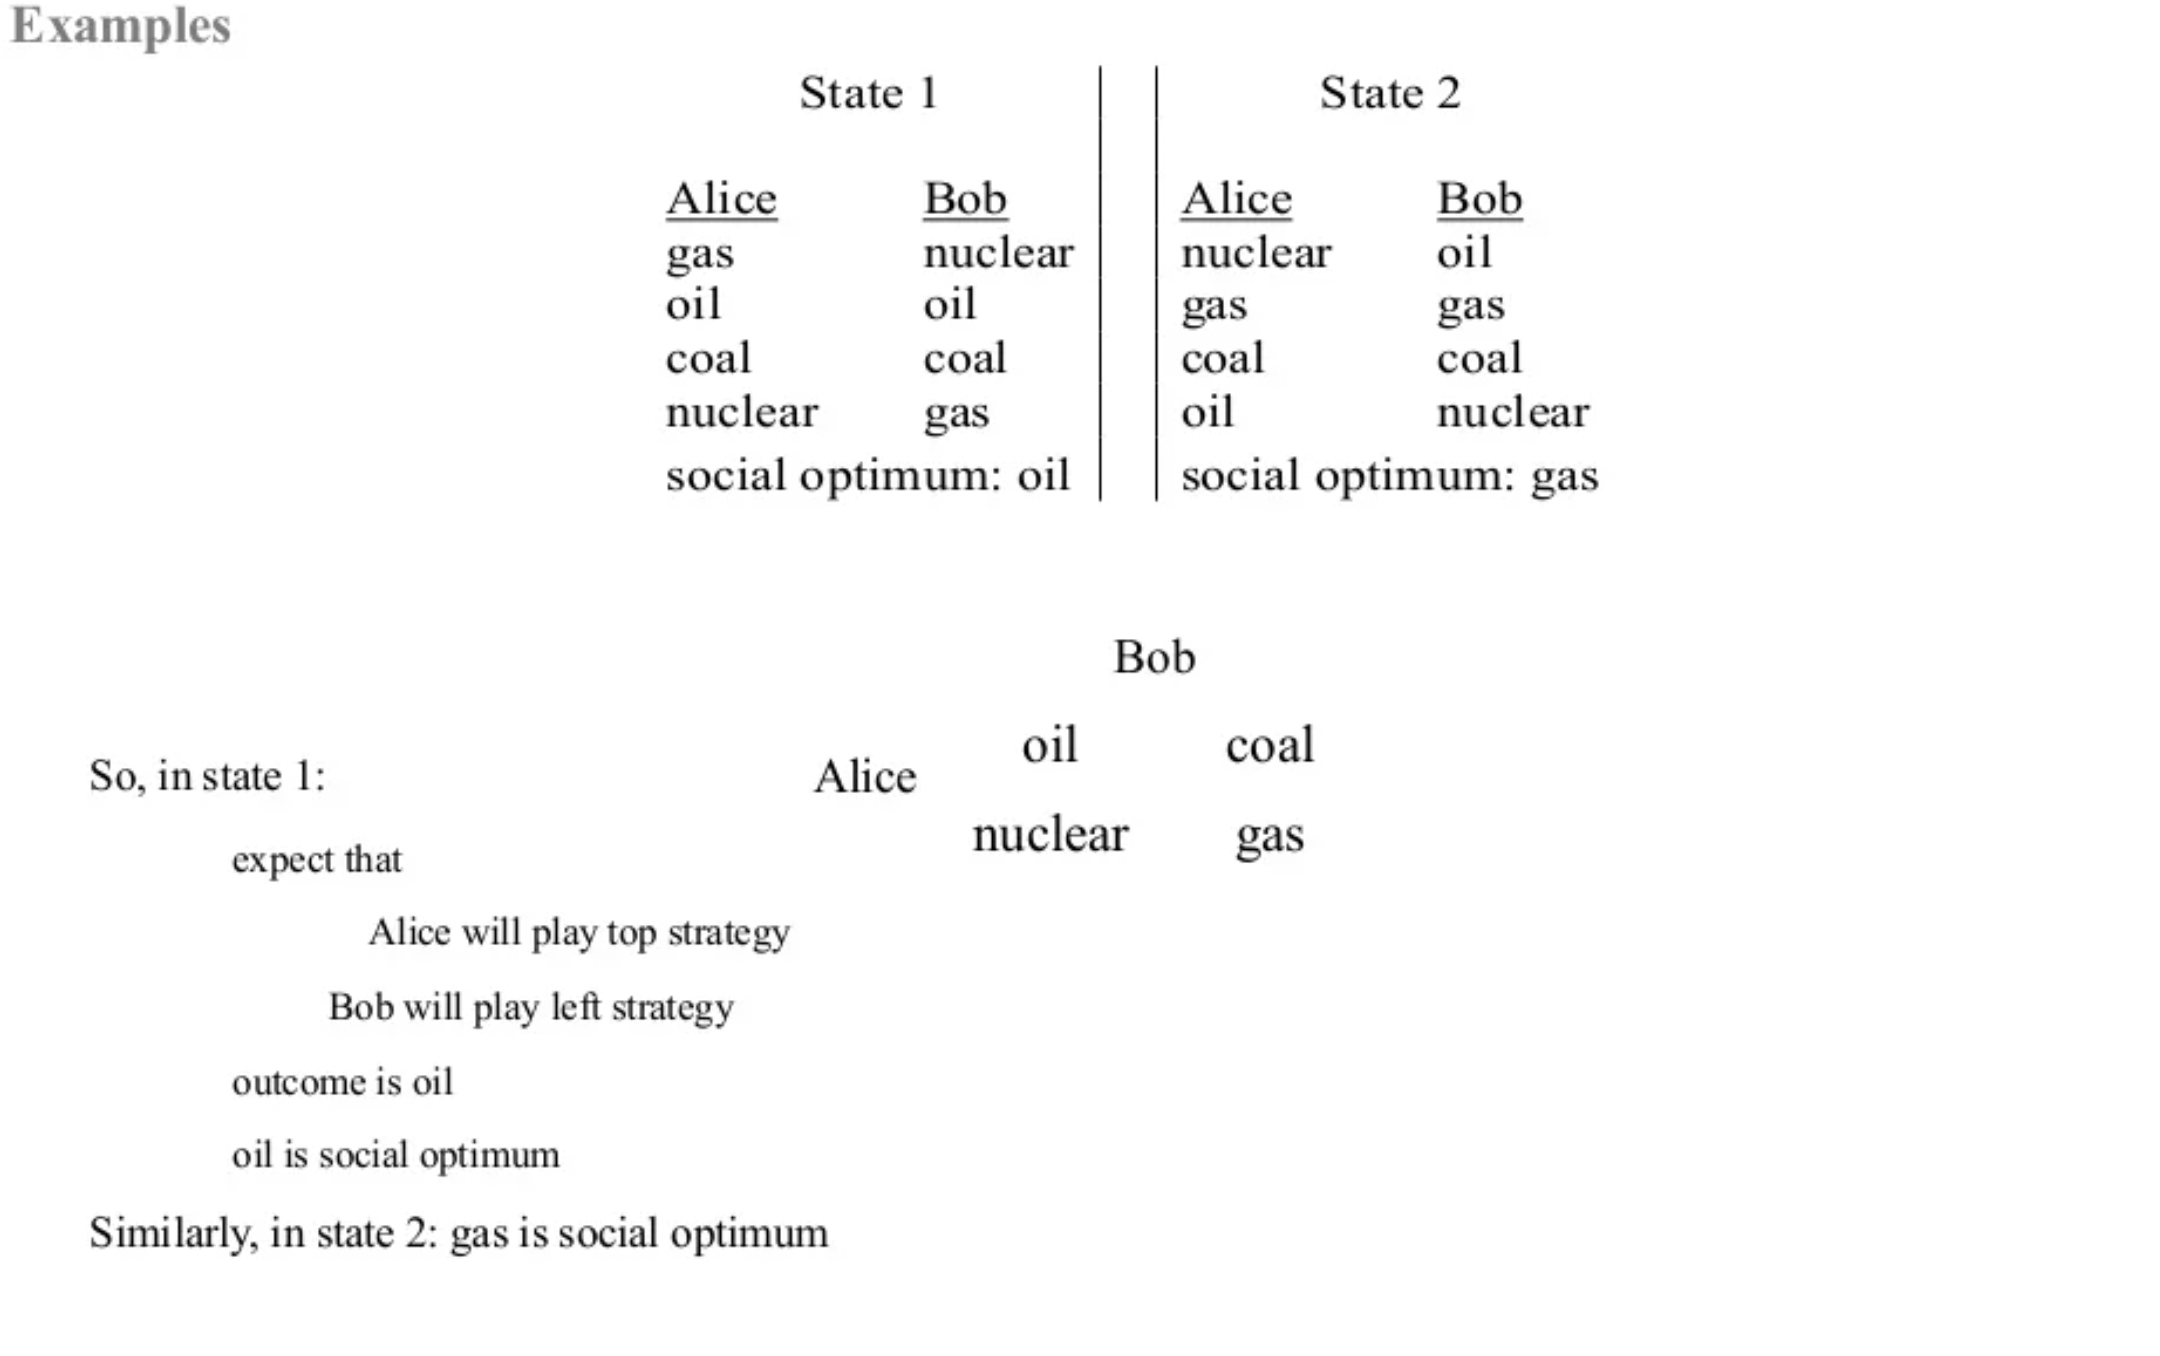 Examples
State 1 State 2
Alice Bob Alice Bob
gas nuclear nuclear oil
oil oil gas gas
coal coal coal coal
nuclear gas oil nuclear
social optimum: oil social optimum: gas
Bob
oil coal
So, in state 1: Alice
nuclear gas
expect that
Alice will play top strategy
Bob will play left strategy
outcome is oil
oil is social optimum
Similarly, in state 2: gas is social optimum